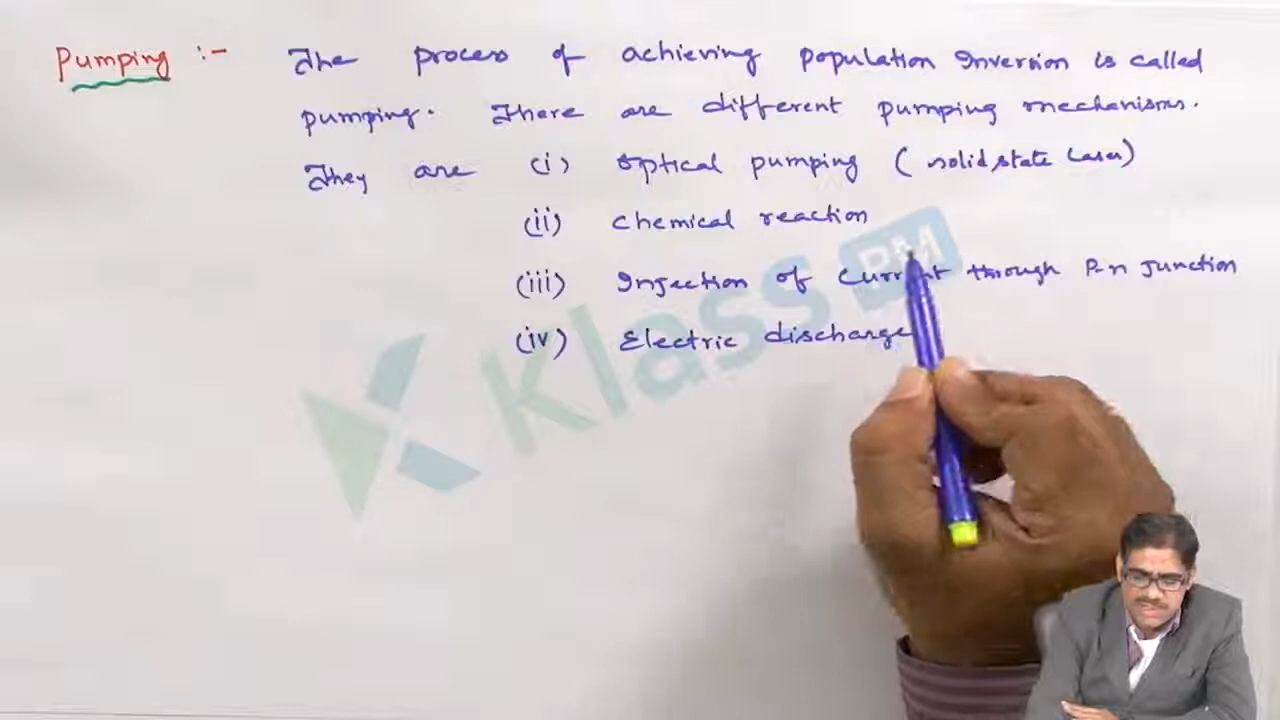 Pumping :- The process of achieving population Inversion is called
pumping. There are different pumping mechanisms.
They are (i) optical pumping (solid state laser)
(ii) chemical reaction
(iii) Injection of current through P-n Junction
(iv) Electric discharge
Klass PM